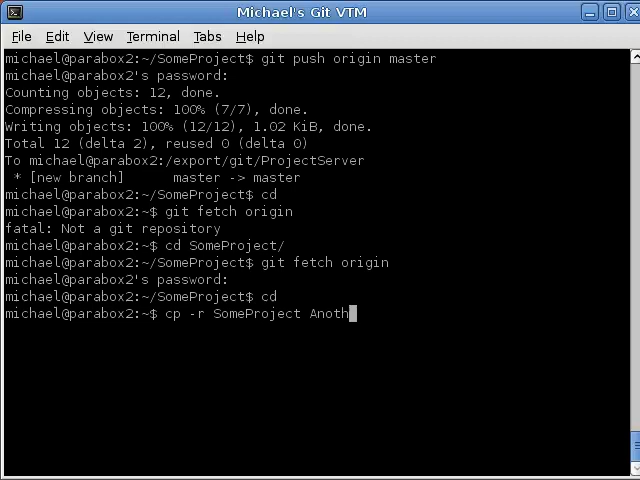 Michael's Git VTM
File Edit View Terminal Tabs Help
michael@parabox2:~/SomeProject$ git push origin master
michael@parabox2's password:
Counting objects: 12, done.
Compressing objects: 100% (7/7), done.
Writing objects: 100% (12/12), 1.02 KiB, done.
Total 12 (delta 2), reused 0 (delta 0)
To michael@parabox2:/export/git/ProjectServer
 * [new branch]      master -> master
michael@parabox2:~/SomeProject$ cd
michael@parabox2:~$ git fetch origin
fatal: Not a git repository
michael@parabox2:~$ cd SomeProject/
michael@parabox2:~/SomeProject$ git fetch origin
michael@parabox2's password:
michael@parabox2:~/SomeProject$ cd
michael@parabox2:~$ cp -r SomeProject Anoth